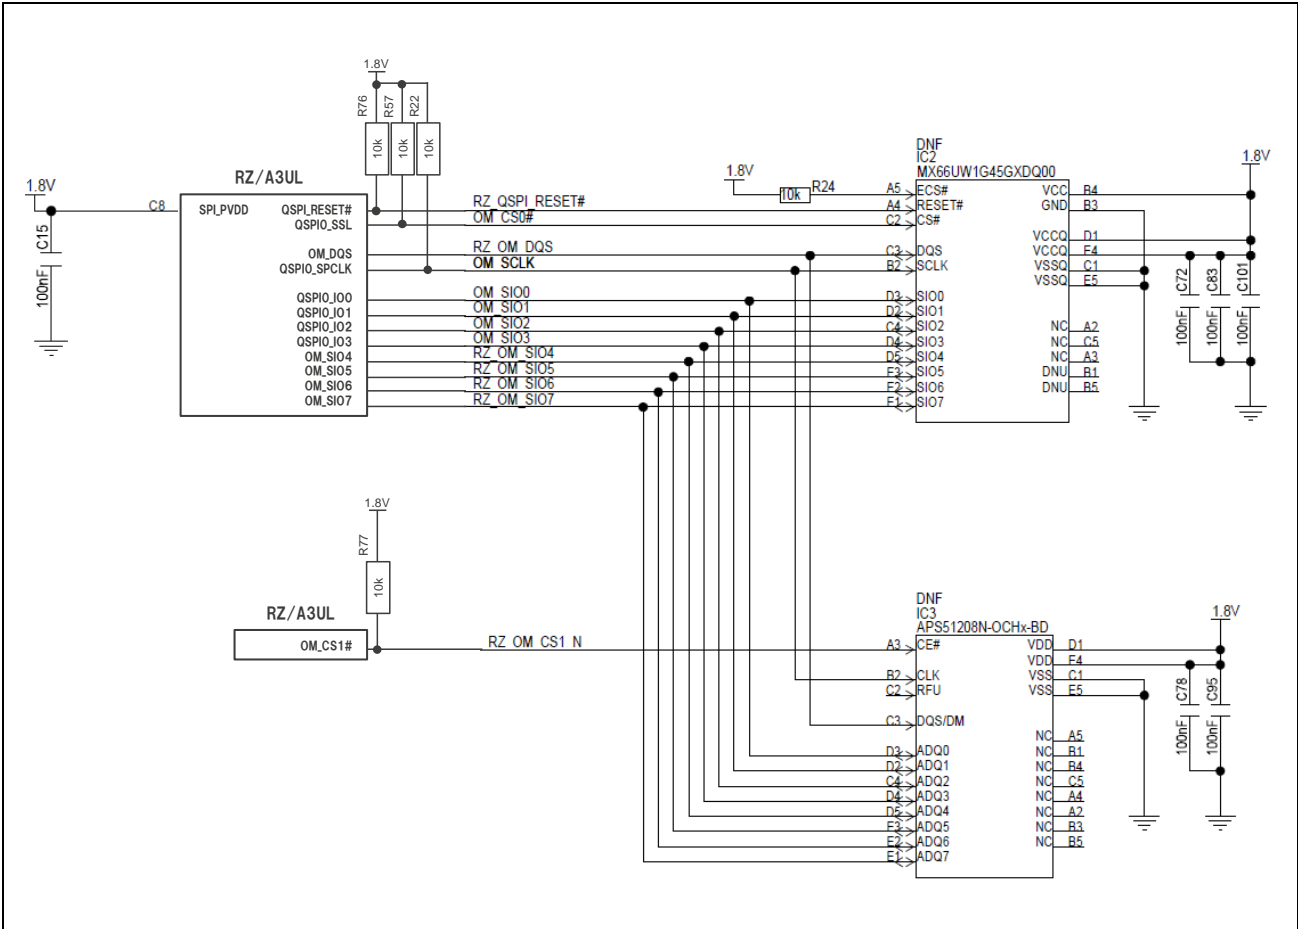 1.8V
R76
R57
R22
10k
10k
10k
1.8V
C15
100nF
C8
RZ/A3UL
SPI_PVDD
QSPI_RESET#
QSPI0_SSL
OM_DQS
QSPI0_SPCLK
QSPI0_IO0
QSPI0_IO1
QSPI0_IO2
QSPI0_IO3
OM_SIO4
OM_SIO5
OM_SIO6
OM_SIO7
RZ_QSPI_RESET#
OM_CS0#
RZ_OM_DQS
OM_SCLK
OM_SIO0
OM_SIO1
OM_SIO2
OM_SIO3
RZ_OM_SIO4
RZ_OM_SIO5
RZ_OM_SIO6
RZ_OM_SIO7
1.8V
10k
R24
DNF
IC2
MX66UW1G45GXDQ00
A5 ECS#
A4 RESET#
C2 CS#
C3 DQS
B2 SCLK
D3 SIO0
D2 SIO1
C4 SIO2
D4 SIO3
D5 SIO4
E3 SIO5
E2 SIO6
E1 SIO7
VCC B4
GND B3
VCCQ D1
VCCQ E4
VSSQ C1
VSSQ E5
NC A2
NC C5
NC A3
DNU B1
DNU B5
1.8V
C72
100nF
C83
100nF
C101
100nF
1.8V
R77
10k
RZ/A3UL
OM_CS1#
RZ_OM_CS1_N
DNF
IC3
APS51208N-OCHx-BD
A3 CE#
B2 CLK
C2 RFU
C3 DQS/DM
D3 ADQ0
D2 ADQ1
C4 ADQ2
D4 ADQ3
D5 ADQ4
E3 ADQ5
E2 ADQ6
E1 ADQ7
VDD D1
VDD E4
VSS C1
VSS E5
NC A5
NC B1
NC B4
NC C5
NC A4
NC A2
NC B3
NC B5
1.8V
C78
100nF
C95
100nF